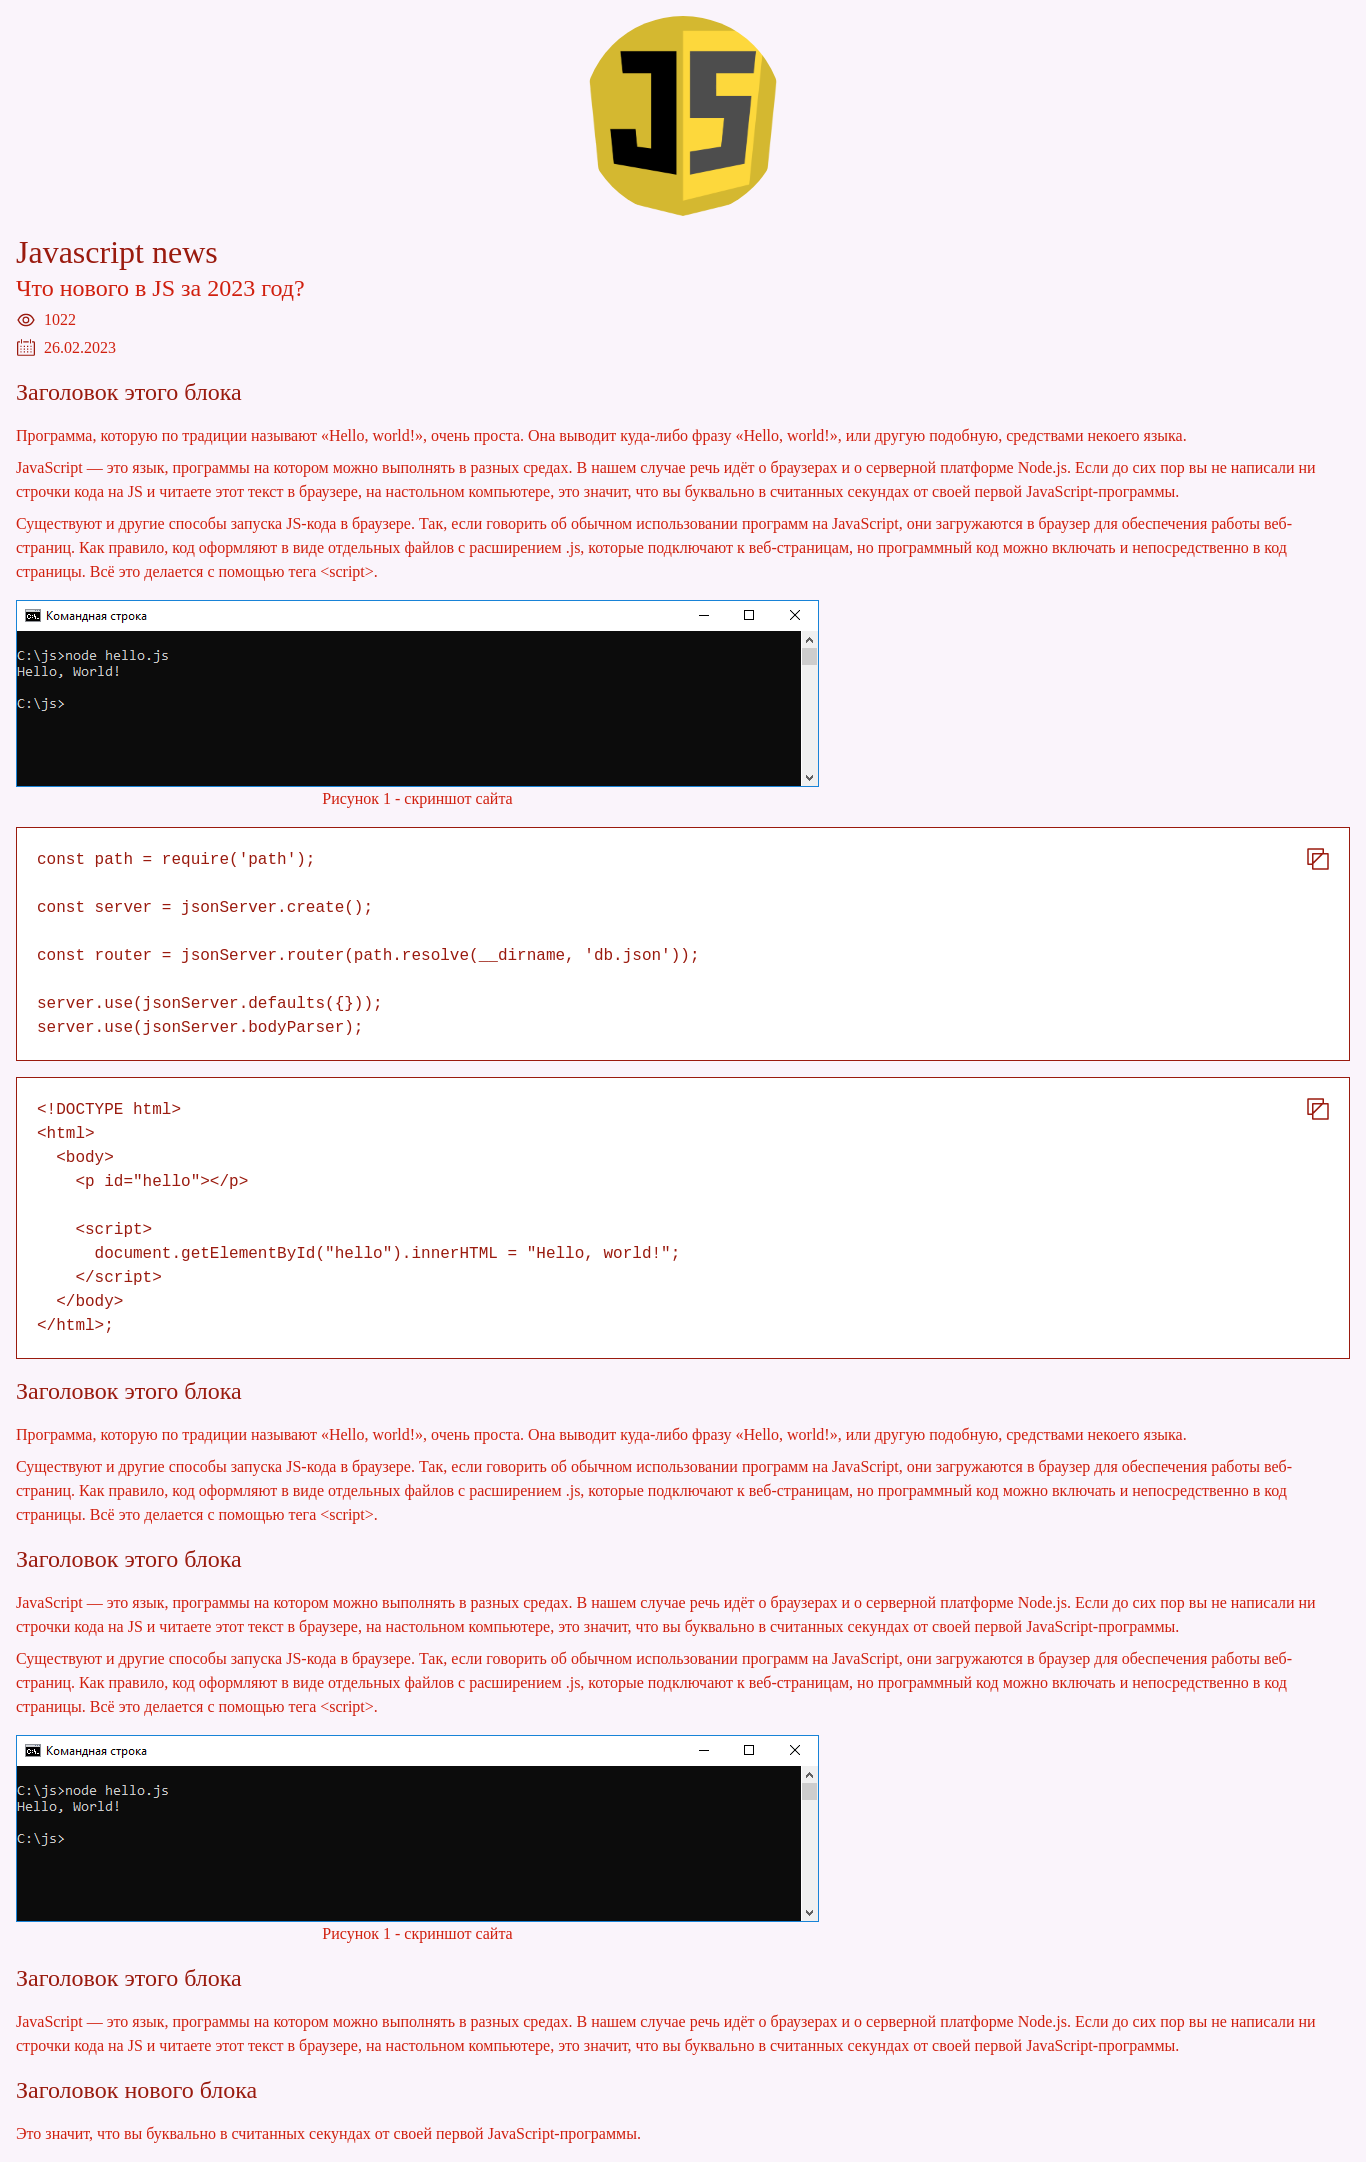 JS
Javascript news
Что нового в JS за 2023 год?
1022
26.02.2023
Заголовок этого блока
Программа, которую по традиции называют «Hello, world!», очень проста. Она выводит куда-либо фразу «Hello, world!», или другую подобную, средствами некоего языка.
JavaScript — это язык, программы на котором можно выполнять в разных средах. В нашем случае речь идёт о браузерах и о серверной платформе Node.js. Если до сих пор вы не написали ни
строчки кода на JS и читаете этот текст в браузере, на настольном компьютере, это значит, что вы буквально в считанных секундах от своей первой JavaScript-программы.
Существуют и другие способы запуска JS-кода в браузере. Так, если говорить об обычном использовании программ на JavaScript, они загружаются в браузер для обеспечения работы веб-
страниц. Как правило, код оформляют в виде отдельных файлов с расширением .js, которые подключают к веб-страницам, но программный код можно включать и непосредственно в код
страницы. Всё это делается с помощью тега <script>.
Командная строка
C:\js>node hello.js
Hello, World!
C:\js>
Рисунок 1 - скриншот сайта
const path = require('path');
const server = jsonServer.create();
const router = jsonServer.router(path.resolve(__dirname, 'db.json'));
server.use(jsonServer.defaults({}));
server.use(jsonServer.bodyParser);
<!DOCTYPE html>
<html>
  <body>
    <p id="hello"></p>
    <script>
      document.getElementById("hello").innerHTML = "Hello, world!";
    </script>
  </body>
</html>;
Заголовок этого блока
Программа, которую по традиции называют «Hello, world!», очень проста. Она выводит куда-либо фразу «Hello, world!», или другую подобную, средствами некоего языка.
Существуют и другие способы запуска JS-кода в браузере. Так, если говорить об обычном использовании программ на JavaScript, они загружаются в браузер для обеспечения работы веб-
страниц. Как правило, код оформляют в виде отдельных файлов с расширением .js, которые подключают к веб-страницам, но программный код можно включать и непосредственно в код
страницы. Всё это делается с помощью тега <script>.
Заголовок этого блока
JavaScript — это язык, программы на котором можно выполнять в разных средах. В нашем случае речь идёт о браузерах и о серверной платформе Node.js. Если до сих пор вы не написали ни
строчки кода на JS и читаете этот текст в браузере, на настольном компьютере, это значит, что вы буквально в считанных секундах от своей первой JavaScript-программы.
Существуют и другие способы запуска JS-кода в браузере. Так, если говорить об обычном использовании программ на JavaScript, они загружаются в браузер для обеспечения работы веб-
страниц. Как правило, код оформляют в виде отдельных файлов с расширением .js, которые подключают к веб-страницам, но программный код можно включать и непосредственно в код
страницы. Всё это делается с помощью тега <script>.
Командная строка
C:\js>node hello.js
Hello, World!
C:\js>
Рисунок 1 - скриншот сайта
Заголовок этого блока
JavaScript — это язык, программы на котором можно выполнять в разных средах. В нашем случае речь идёт о браузерах и о серверной платформе Node.js. Если до сих пор вы не написали ни
строчки кода на JS и читаете этот текст в браузере, на настольном компьютере, это значит, что вы буквально в считанных секундах от своей первой JavaScript-программы.
Заголовок нового блока
Это значит, что вы буквально в считанных секундах от своей первой JavaScript-программы.